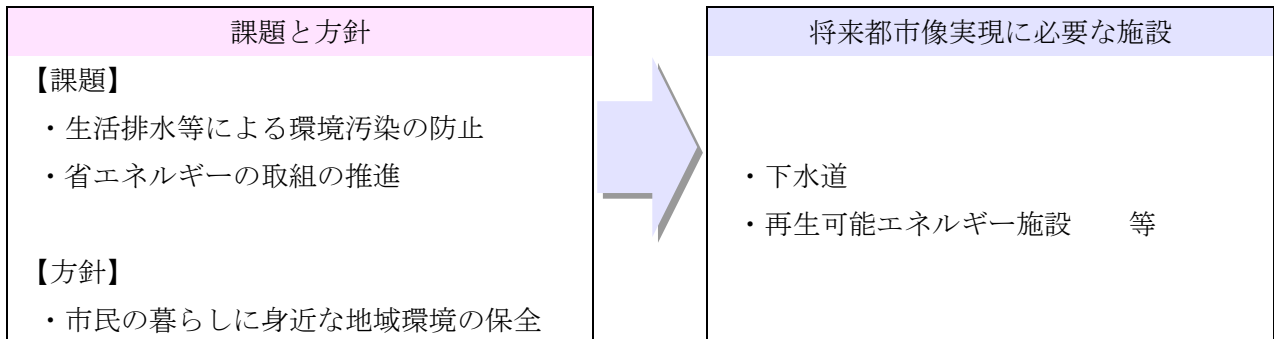 課題と方針
【課題】
・生活排水等による環境汚染の防止
・省エネルギーの取組の推進
【方針】
・市民の暮らしに身近な地域環境の保全
将来都市像実現に必要な施設
・下水道
・再生可能エネルギー施設　　等